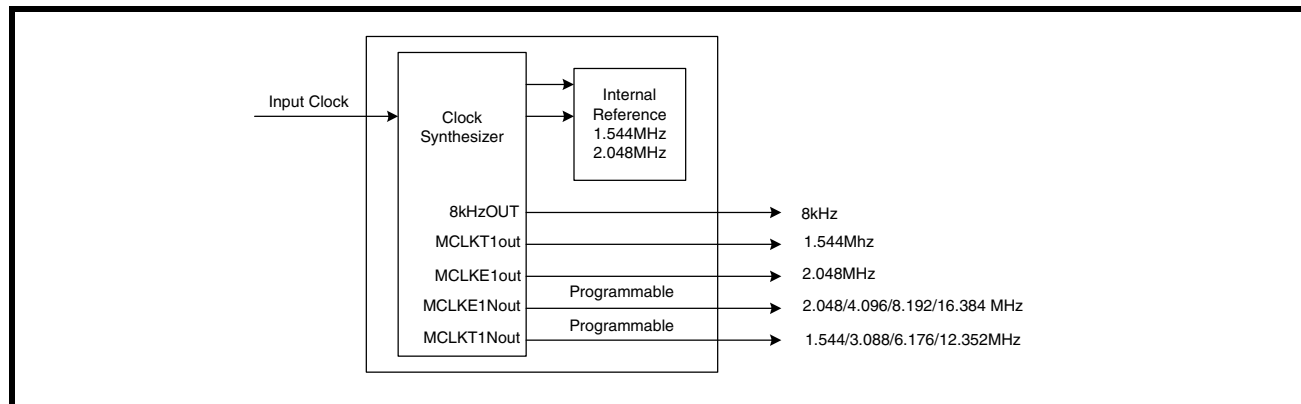 Input Clock
Clock
Synthesizer
Internal
Reference
1.544MHz
2.048MHz
8kHzOUT
8kHz
MCLKT1out
1.544Mhz
MCLKE1out
2.048MHz
Programmable
MCLKE1Nout
2.048/4.096/8.192/16.384 MHz
Programmable
MCLKT1Nout
1.544/3.088/6.176/12.352MHz